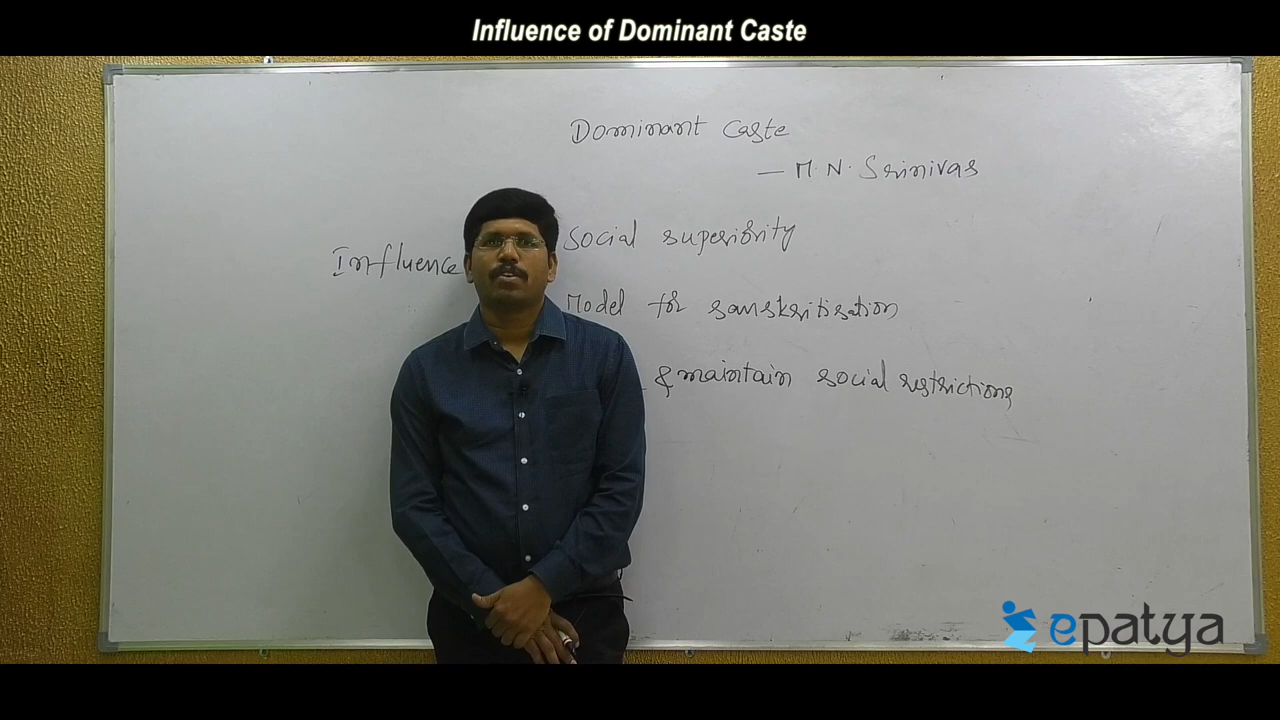 Influence of Dominant Caste
Dominant Caste
— M. N. Srinivas
Social superiority
Influence
Model for sanskritisation
& maintain social restrictions
epatya